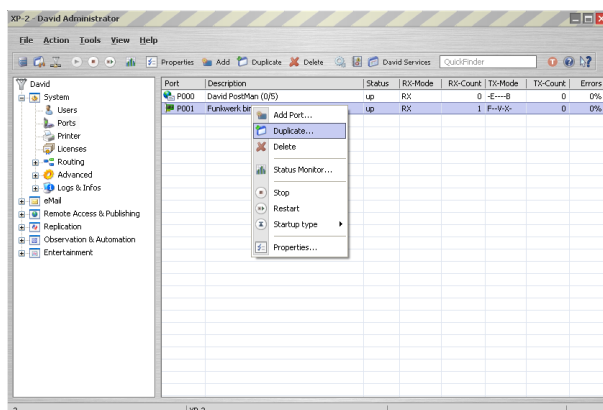 XP-2 - David Administrator
File Action Tools View Help
Properties Add Duplicate Delete David Services QuickFinder
David
System
Users
Ports
Printer
Licenses
Routing
Advanced
Logs & Infos
eMail
Remote Access & Publishing
Replication
Observation & Automation
Entertainment
Port Description Status RX-Mode RX-Count TX-Mode TX-Count Errors
P000 David PostMan (0/5) up RX 0 -E----B 0 0%
P001 Funkwerk bin up RX 1 F--V-X- 0 0%
Add Port...
Duplicate...
Delete
Status Monitor...
Stop
Restart
Startup type
Properties...